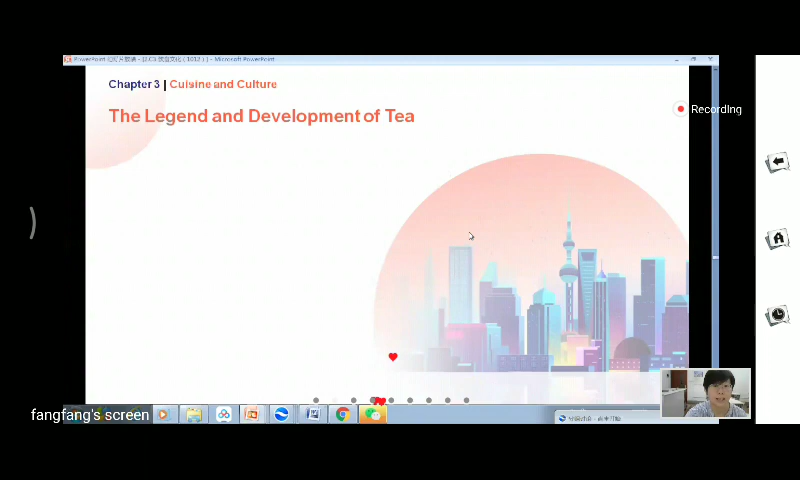 Chapter 3 | Cuisine and Culture
The Legend and Development of Tea
Recording
fangfang's screen